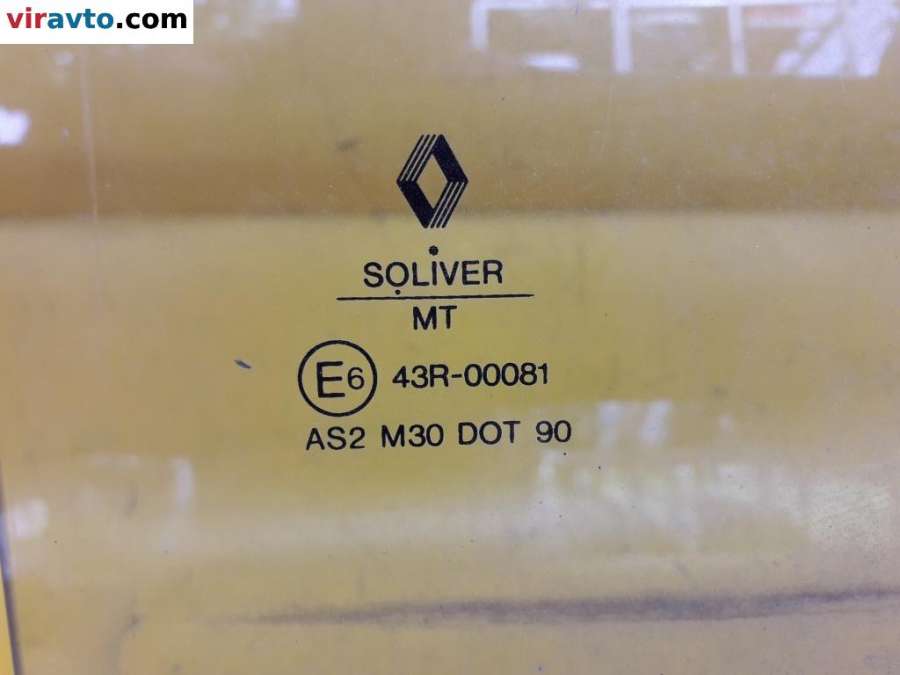 viravto.com
SOLIVER
MT
E6 43R-00081
AS2 M30 DOT 90